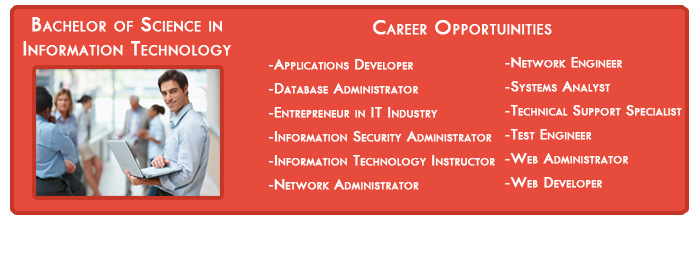 Bachelor of Science in
Information Technology
Career Opportuinities
-Applications Developer
-Database Administrator
-Entrepreneur in IT Industry
-Information Security Administrator
-Information Technology Instructor
-Network Administrator
-Network Engineer
-Systems Analyst
-Technical Support Specialist
-Test Engineer
-Web Administrator
-Web Developer